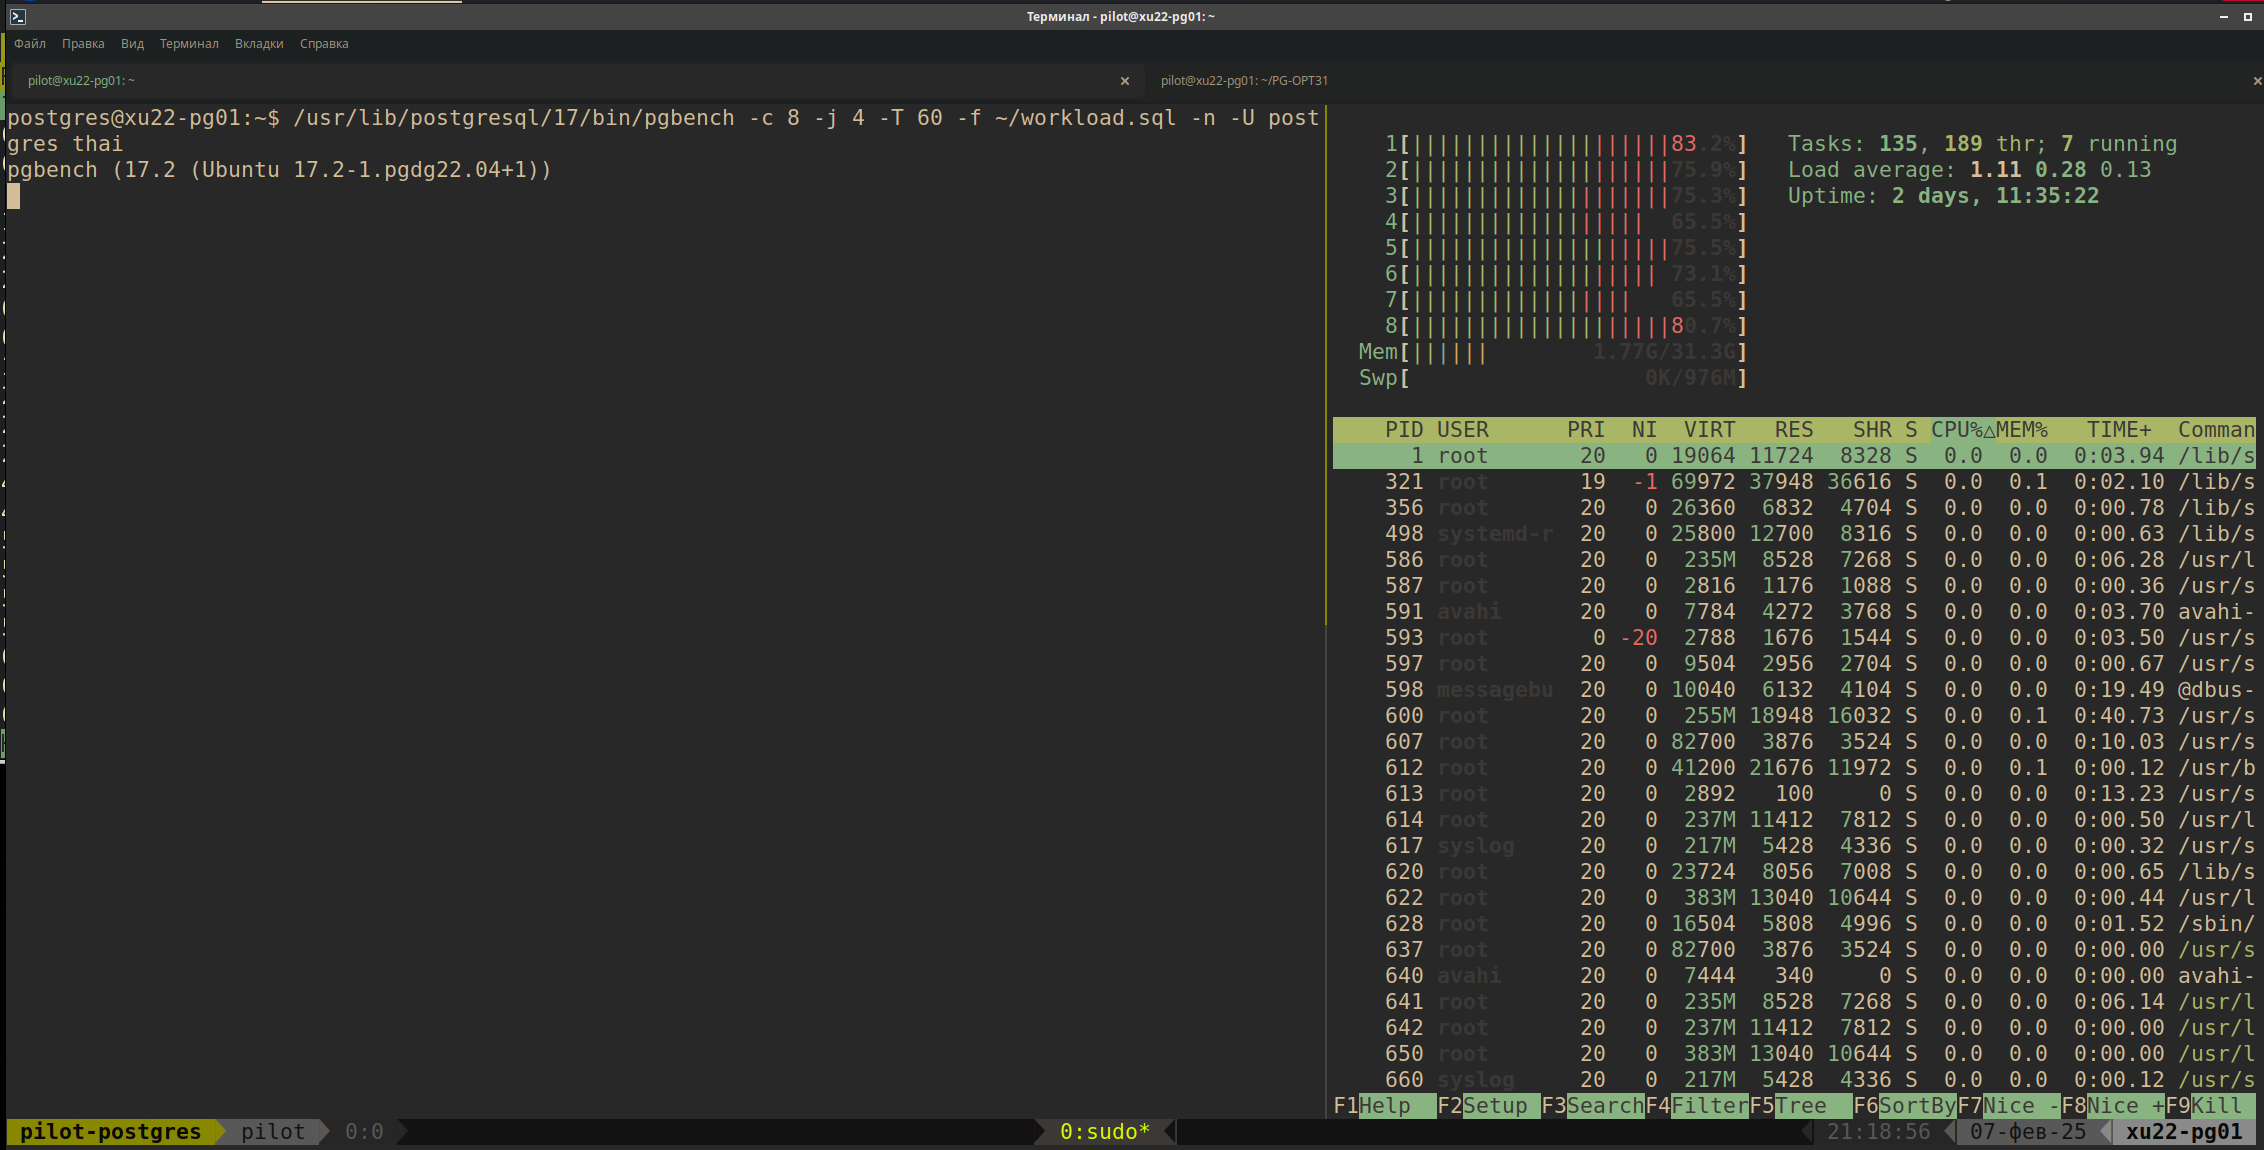 Терминал - pilot@xu22-pg01: ~
Файл Правка Вид Терминал Вкладки Справка
pilot@xu22-pg01: ~ × pilot@xu22-pg01: ~/PG-OPT31 ×
postgres@xu22-pg01:~$ /usr/lib/postgresql/17/bin/pgbench -c 8 -j 4 -T 60 -f ~/workload.sql -n -U post
gres thai
pgbench (17.2 (Ubuntu 17.2-1.pgdg22.04+1))
1[||||||||||||||||||||83.2%]
2[||||||||||||||||||||75.9%]
3[||||||||||||||||||||75.3%]
4[|||||||||||||||||| 65.5%]
5[||||||||||||||||||||75.5%]
6[||||||||||||||||||| 73.1%]
7[||||||||||||||||| 65.5%]
8[||||||||||||||||||||80.7%]
Mem[|||||| 1.77G/31.3G]
Swp[ 0K/976M]
Tasks: 135, 189 thr; 7 running
Load average: 1.11 0.28 0.13
Uptime: 2 days, 11:35:22
PID USER PRI NI VIRT RES SHR S CPU%△MEM% TIME+ Comman
1 root 20 0 19064 11724 8328 S 0.0 0.0 0:03.94 /lib/s
321 root 19 -1 69972 37948 36616 S 0.0 0.1 0:02.10 /lib/s
356 root 20 0 26360 6832 4704 S 0.0 0.0 0:00.78 /lib/s
498 systemd-r 20 0 25800 12700 8316 S 0.0 0.0 0:00.63 /lib/s
586 root 20 0 235M 8528 7268 S 0.0 0.0 0:06.28 /usr/l
587 root 20 0 2816 1176 1088 S 0.0 0.0 0:00.36 /usr/s
591 avahi 20 0 7784 4272 3768 S 0.0 0.0 0:03.70 avahi-
593 root 0 -20 2788 1676 1544 S 0.0 0.0 0:03.50 /usr/s
597 root 20 0 9504 2956 2704 S 0.0 0.0 0:00.67 /usr/s
598 messagebu 20 0 10040 6132 4104 S 0.0 0.0 0:19.49 @dbus-
600 root 20 0 255M 18948 16032 S 0.0 0.1 0:40.73 /usr/s
607 root 20 0 82700 3876 3524 S 0.0 0.0 0:10.03 /usr/s
612 root 20 0 41200 21676 11972 S 0.0 0.1 0:00.12 /usr/b
613 root 20 0 2892 100 0 S 0.0 0.0 0:13.23 /usr/s
614 root 20 0 237M 11412 7812 S 0.0 0.0 0:00.50 /usr/l
617 syslog 20 0 217M 5428 4336 S 0.0 0.0 0:00.32 /usr/s
620 root 20 0 23724 8056 7008 S 0.0 0.0 0:00.65 /lib/s
622 root 20 0 383M 13040 10644 S 0.0 0.0 0:00.44 /usr/l
628 root 20 0 16504 5808 4996 S 0.0 0.0 0:01.52 /sbin/
637 root 20 0 82700 3876 3524 S 0.0 0.0 0:00.00 /usr/s
640 avahi 20 0 7444 340 0 S 0.0 0.0 0:00.00 avahi-
641 root 20 0 235M 8528 7268 S 0.0 0.0 0:06.14 /usr/l
642 root 20 0 237M 11412 7812 S 0.0 0.0 0:00.00 /usr/l
650 root 20 0 383M 13040 10644 S 0.0 0.0 0:00.00 /usr/l
660 syslog 20 0 217M 5428 4336 S 0.0 0.0 0:00.12 /usr/s
F1Help F2Setup F3SearchF4FilterF5Tree F6SortByF7Nice -F8Nice +F9Kill
pilot-postgres pilot 0:0 0:sudo* 21:18:56 07-фев-25 xu22-pg01